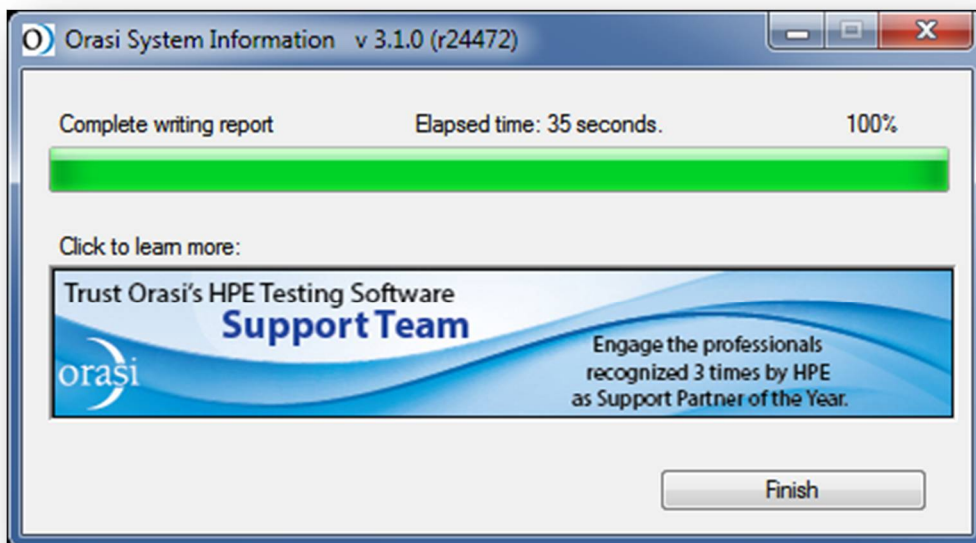 Orasi System Information v 3.1.0 (r24472)
Complete writing report Elapsed time: 35 seconds. 100%
Click to learn more:
Trust Orasi's HPE Testing Software
Support Team
orasi
Engage the professionals
recognized 3 times by HPE
as Support Partner of the Year.
Finish